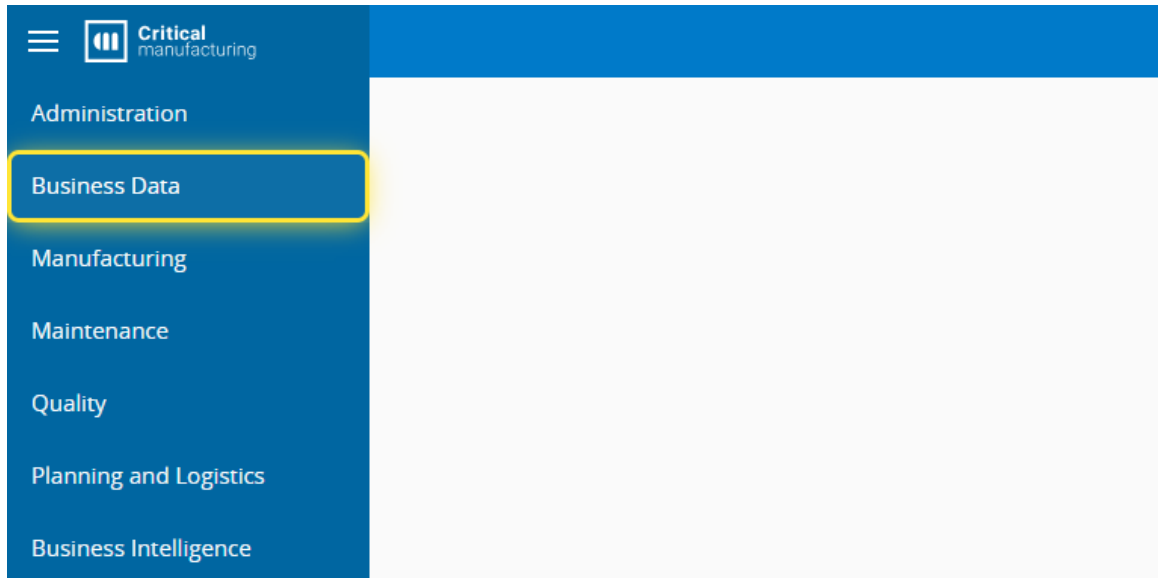 Critical
manufacturing
Administration
Business Data
Manufacturing
Maintenance
Quality
Planning and Logistics
Business Intelligence